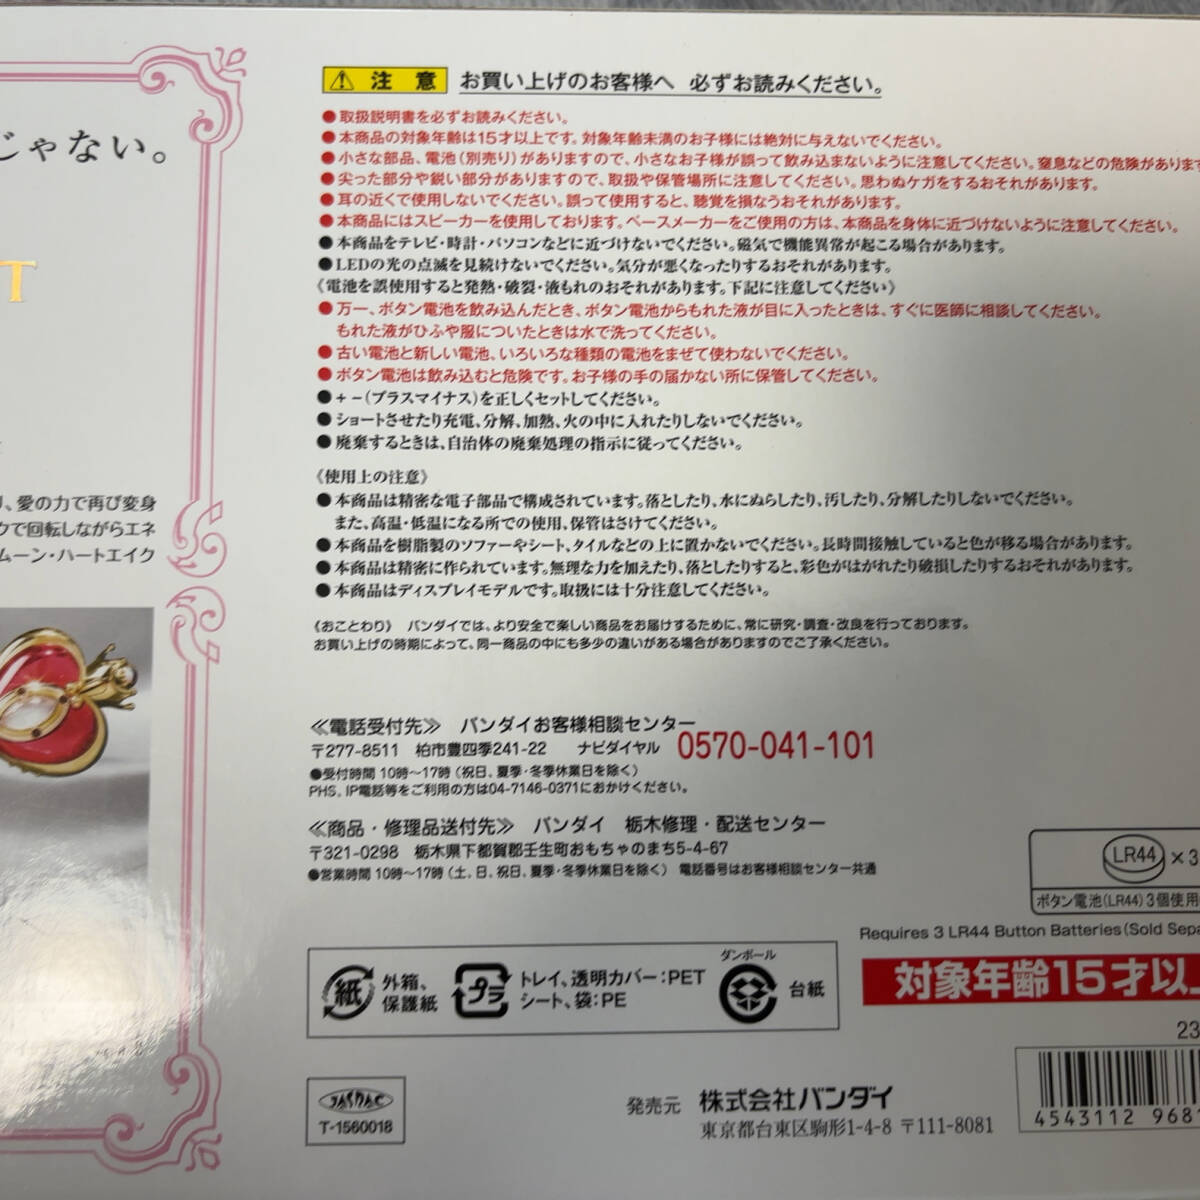 じゃない。
T
、愛の力で再び変身
クで回転しながらエネ
ムーン・ハートエイク
注意 お買い上げのお客様へ 必ずお読みください。
●取扱説明書を必ずお読みください。
●本商品の対象年齢は15才以上です。対象年齢未満のお子様には絶対に与えないでください。
●小さな部品、電池(別売り)がありますので、小さなお子様が誤って飲み込まないように注意してください。窒息などの危険がありま
●尖った部分や鋭い部分がありますので、取扱や保管場所に注意してください。思わぬケガをするおそれがあります。
●耳の近くで使用しないでください。誤って使用すると、聴覚を損なうおそれがあります。
●本商品にはスピーカーを使用しております。ペースメーカーをご使用の方は、本商品を身体に近づけないように注意してください。
●本商品をテレビ・時計・パソコンなどに近づけないでください。磁気で機能異常が起こる場合があります。
●LEDの光の点滅を見続けないでください。気分が悪くなったりするおそれがあります。
《電池を誤使用すると発熱・破裂・液もれのおそれがあります。下記に注意してください》
●万一、ボタン電池を飲み込んだとき、ボタン電池からもれた液が目に入ったときは、すぐに医師に相談してください。
もれた液がひふや服についたときは水で洗ってください。
●古い電池と新しい電池、いろいろな種類の電池をまぜて使わないでください。
●ボタン電池は飲み込むと危険です。お子様の手の届かない所に保管してください。
●+-(プラスマイナス)を正しくセットしてください。
●ショートさせたり充電、分解、加熱、火の中に入れたりしないでください。
●廃棄するときは、自治体の廃棄処理の指示に従ってください。
《使用上の注意》
●本商品は精密な電子部品で構成されています。落としたり、水にぬらしたり、汚したり、分解したりしないでください。
また、高温・低温になる所での使用、保管はさけてください。
●本商品を樹脂製のソファーやシート、タイルなどの上に置かないでください。長時間接触していると色が移る場合があります。
●本商品は精密に作られています。無理な力を加えたり、落としたりすると、彩色がはがれたり破損したりするおそれがあります。
●本商品はディスプレイモデルです。取扱には十分注意してください。
《おことわり》 バンダイでは、より安全で楽しい商品をお届けするために、常に研究・調査・改良を行っております。
お買い上げの時期によって、同一商品の中にも多少の違いがある場合がありますのでご了承ください。
≪電話受付先≫ バンダイお客様相談センター
〒277-8511 柏市豊四季241-22 ナビダイヤル 0570-041-101
●受付時間 10時〜17時(祝日、夏季・冬季休業日を除く)
PHS、IP電話等をご利用の方は04-7146-0371におかけください。
≪商品・修理品送付先≫ バンダイ 栃木修理・配送センター
〒321-0298 栃木県下都賀郡壬生町おもちゃのまち5-4-67
●営業時間 10時〜17時(土、日、祝日、夏季・冬季休業日を除く) 電話番号はお客様相談センター共通
LR44 ×3
ボタン電池(LR44)3個使用
Requires 3 LR44 Button Batteries(Sold Sepa
対象年齢15才以上
紙 外箱、保護紙
プラ トレイ、透明カバー:PET
シート、袋:PE
ダンボール
台紙
23
JASRAC
T-1560018
発売元 株式会社バンダイ
東京都台東区駒形1-4-8 〒111-8081
4543112 968